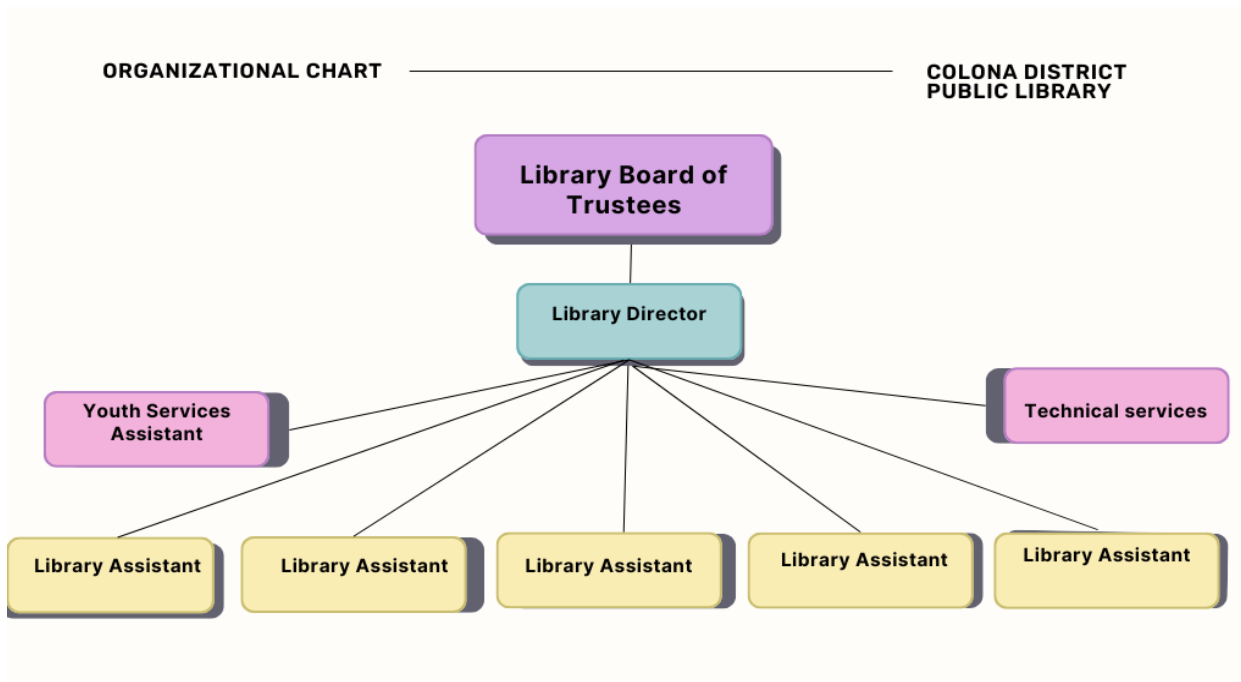 ORGANIZATIONAL CHART
COLONA DISTRICT
PUBLIC LIBRARY
Library Board of
Trustees
Library Director
Youth Services
Assistant
Technical services
Library Assistant
Library Assistant
Library Assistant
Library Assistant
Library Assistant